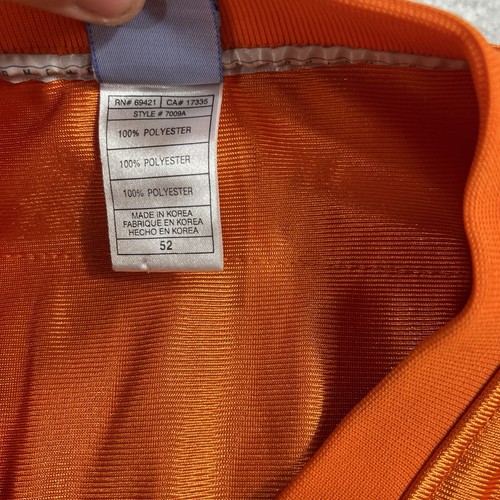 RN# 69421 CA# 17335
STYLE # 7009A
100% POLYESTER
100% POLYESTER
100% POLYESTER
MADE IN KOREA
FABRIQUE EN KOREA
HECHO EN KOREA
52